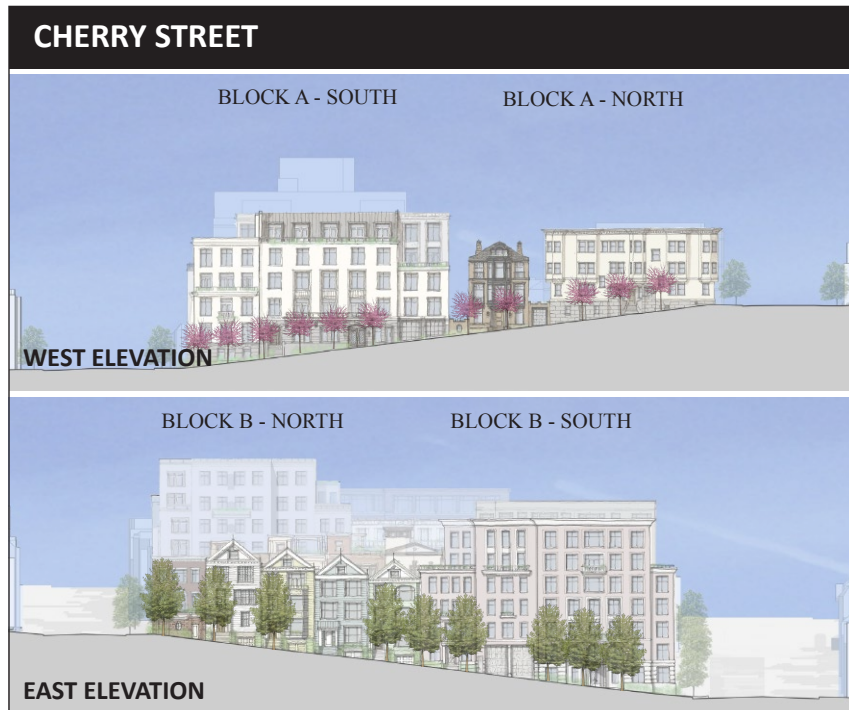 CHERRY STREET
BLOCK A - SOUTH
BLOCK A - NORTH
WEST ELEVATION
BLOCK B - NORTH
BLOCK B - SOUTH
EAST ELEVATION